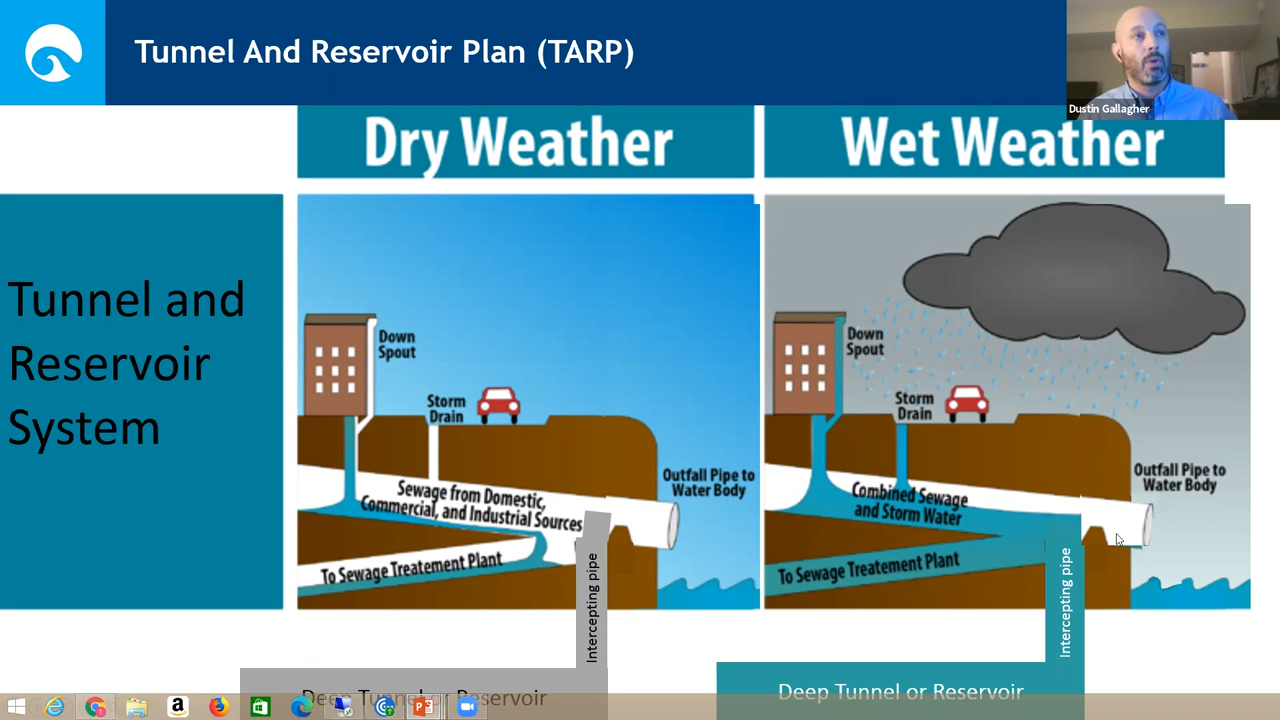 Tunnel And Reservoir Plan (TARP)
Dustin Gallagher
Dry Weather
Wet Weather
Tunnel and
Reservoir
System
Down
Spout
Storm
Drain
Sewage from Domestic,
Commercial, and Industrial Sources
To Sewage Treatement Plant
Outfall Pipe to
Water Body
Intercepting pipe
Deep Tunnel or Reservoir
Down
Spout
Storm
Drain
Combined Sewage
and Storm Water
To Sewage Treatement Plant
Outfall Pipe to
Water Body
Intercepting pipe
Deep Tunnel or Reservoir